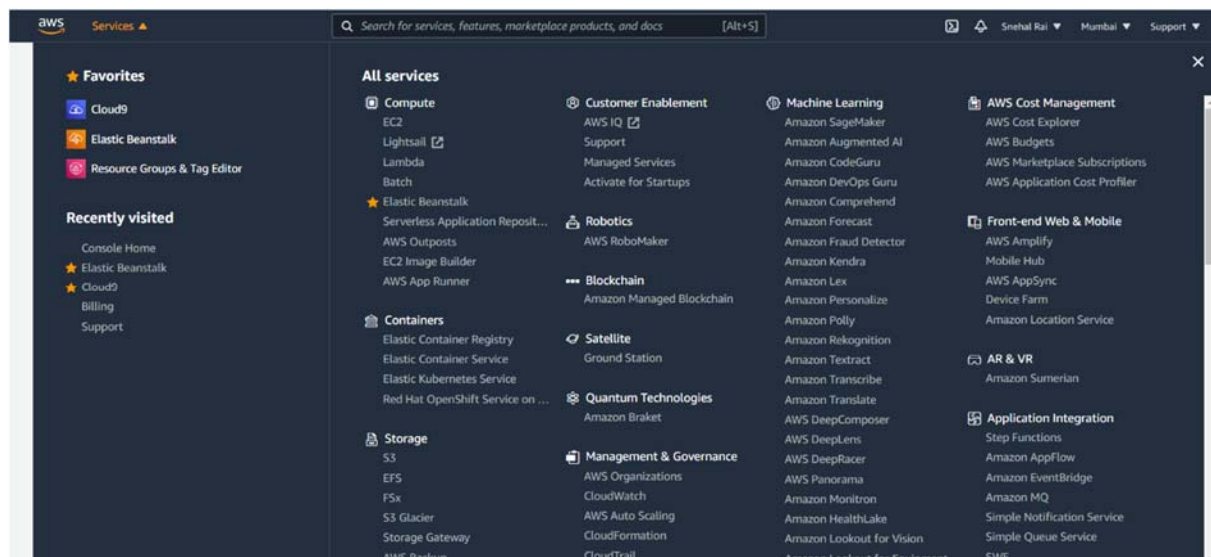 aws
Services ▲
Search for services, features, marketplace products, and docs [Alt+S]
Snehal Rai ▼
Mumbai ▼
Support ▼
Favorites
Cloud9
Elastic Beanstalk
Resource Groups & Tag Editor
Recently visited
Console Home
Elastic Beanstalk
Cloud9
Billing
Support
All services
Compute
EC2
Lightsail
Lambda
Batch
Elastic Beanstalk
Serverless Application Reposit...
AWS Outposts
EC2 Image Builder
AWS App Runner
Containers
Elastic Container Registry
Elastic Container Service
Elastic Kubernetes Service
Red Hat OpenShift Service on ...
Storage
S3
EFS
FSx
S3 Glacier
Storage Gateway
AWS Backup
Customer Enablement
AWS IQ
Support
Managed Services
Activate for Startups
Robotics
AWS RoboMaker
Blockchain
Amazon Managed Blockchain
Satellite
Ground Station
Quantum Technologies
Amazon Braket
Management & Governance
AWS Organizations
CloudWatch
AWS Auto Scaling
CloudFormation
CloudTrail
Machine Learning
Amazon SageMaker
Amazon Augmented AI
Amazon CodeGuru
Amazon DevOps Guru
Amazon Comprehend
Amazon Forecast
Amazon Fraud Detector
Amazon Kendra
Amazon Lex
Amazon Personalize
Amazon Polly
Amazon Rekognition
Amazon Textract
Amazon Transcribe
Amazon Translate
AWS DeepComposer
AWS DeepLens
AWS DeepRacer
AWS Panorama
Amazon Monitron
Amazon HealthLake
Amazon Lookout for Vision
Amazon Lookout for Equipment
AWS Cost Management
AWS Cost Explorer
AWS Budgets
AWS Marketplace Subscriptions
AWS Application Cost Profiler
Front-end Web & Mobile
AWS Amplify
Mobile Hub
AWS AppSync
Device Farm
Amazon Location Service
AR & VR
Amazon Sumerian
Application Integration
Step Functions
Amazon AppFlow
Amazon EventBridge
Amazon MQ
Simple Notification Service
Simple Queue Service
SWF